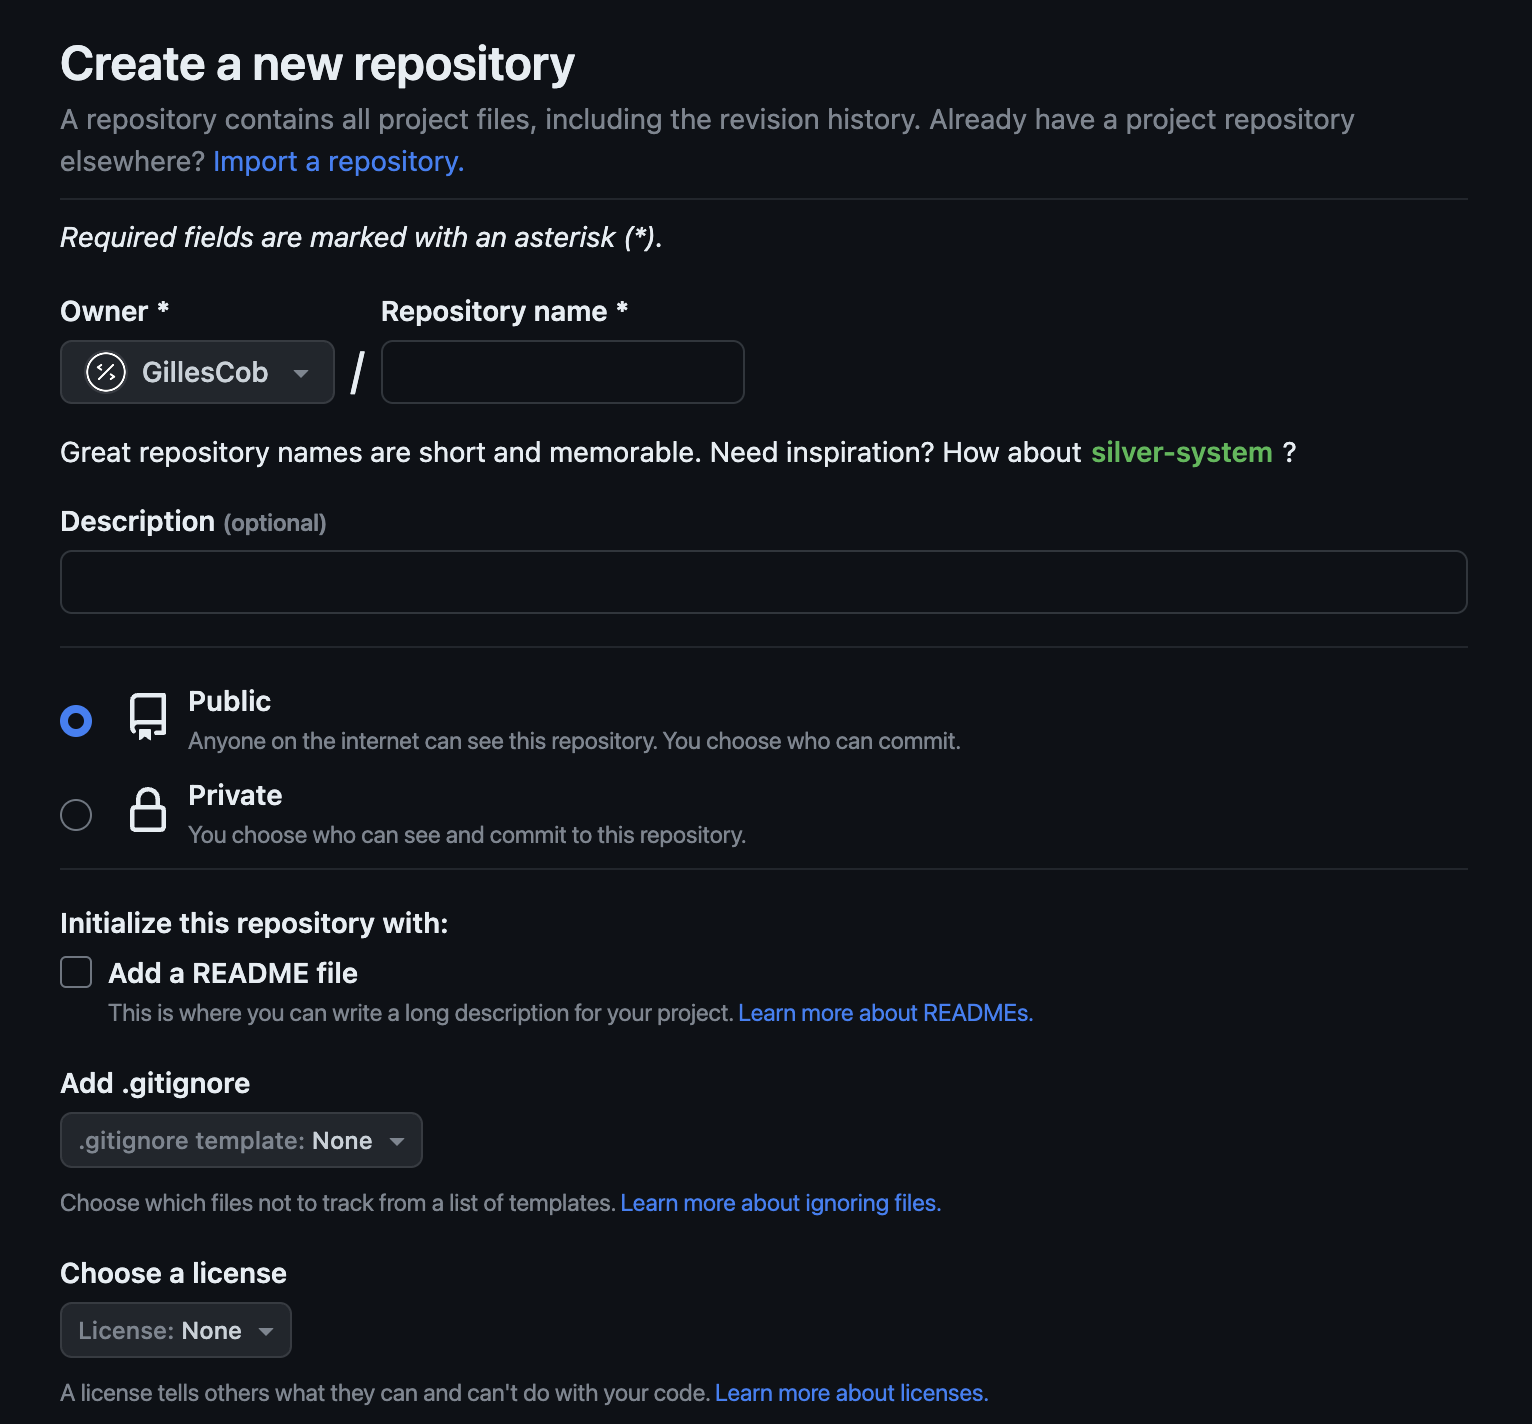 Create a new repository
A repository contains all project files, including the revision history. Already have a project repository
elsewhere? Import a repository.
Required fields are marked with an asterisk (*).
Owner *
Repository name *
GillesCob
/
Great repository names are short and memorable. Need inspiration? How about silver-system ?
Description (optional)
Public
Anyone on the internet can see this repository. You choose who can commit.
Private
You choose who can see and commit to this repository.
Initialize this repository with:
Add a README file
This is where you can write a long description for your project. Learn more about READMEs.
Add .gitignore
.gitignore template: None
Choose which files not to track from a list of templates. Learn more about ignoring files.
Choose a license
License: None
A license tells others what they can and can't do with your code. Learn more about licenses.